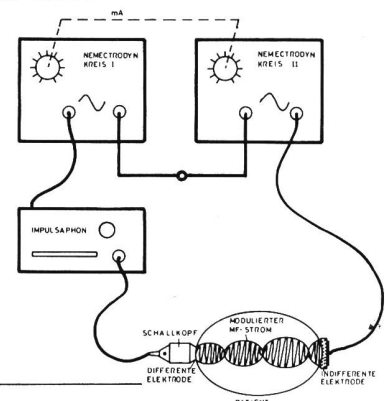 mA
NEMECTRODYN
KREIS I
NEMECTRODYN
KREIS II
IMPULSAPHON
SCHALLKOPF
MODULIERTER
MF-STROM
DIFFERENTE
ELEKTRODE
INDIFFERENTE
ELEKTRODE